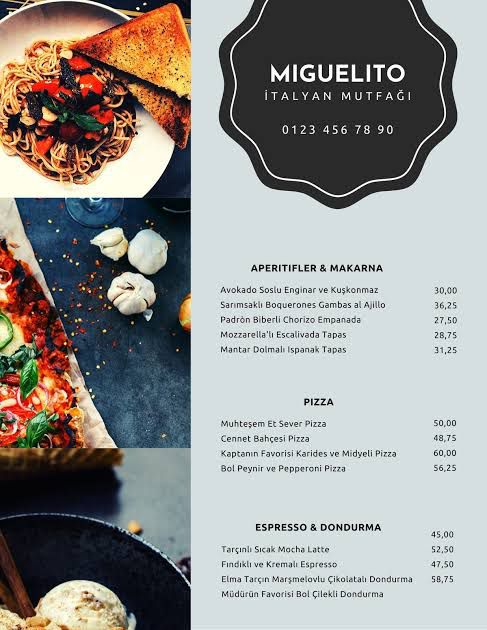 MIGUELITO
İTALYAN MUTFAĞI
0123 456 78 90
APERITIFLER & MAKARNA
Avokado Soslu Enginar ve Kuşkonmaz 30,00
Sarımsaklı Boquerones Gambas al Ajillo 36,25
Padròn Biberli Chorizo Empanada 27,50
Mozzarella'lı Escalivada Tapas 28,75
Mantar Dolmalı Ispanak Tapas 31,25
PIZZA
Muhteşem Et Sever Pizza 50,00
Cennet Bahçesi Pizza 48,75
Kaptanın Favorisi Karides ve Midyeli Pizza 60,00
Bol Peynir ve Pepperoni Pizza 56,25
ESPRESSO & DONDURMA
45,00
Tarçınlı Sıcak Mocha Latte 52,50
Fındıklı ve Kremalı Espresso 47,50
Elma Tarçın Marşmelovlu Çikolatalı Dondurma 58,75
Müdürün Favorisi Bol Çilekli Dondurma